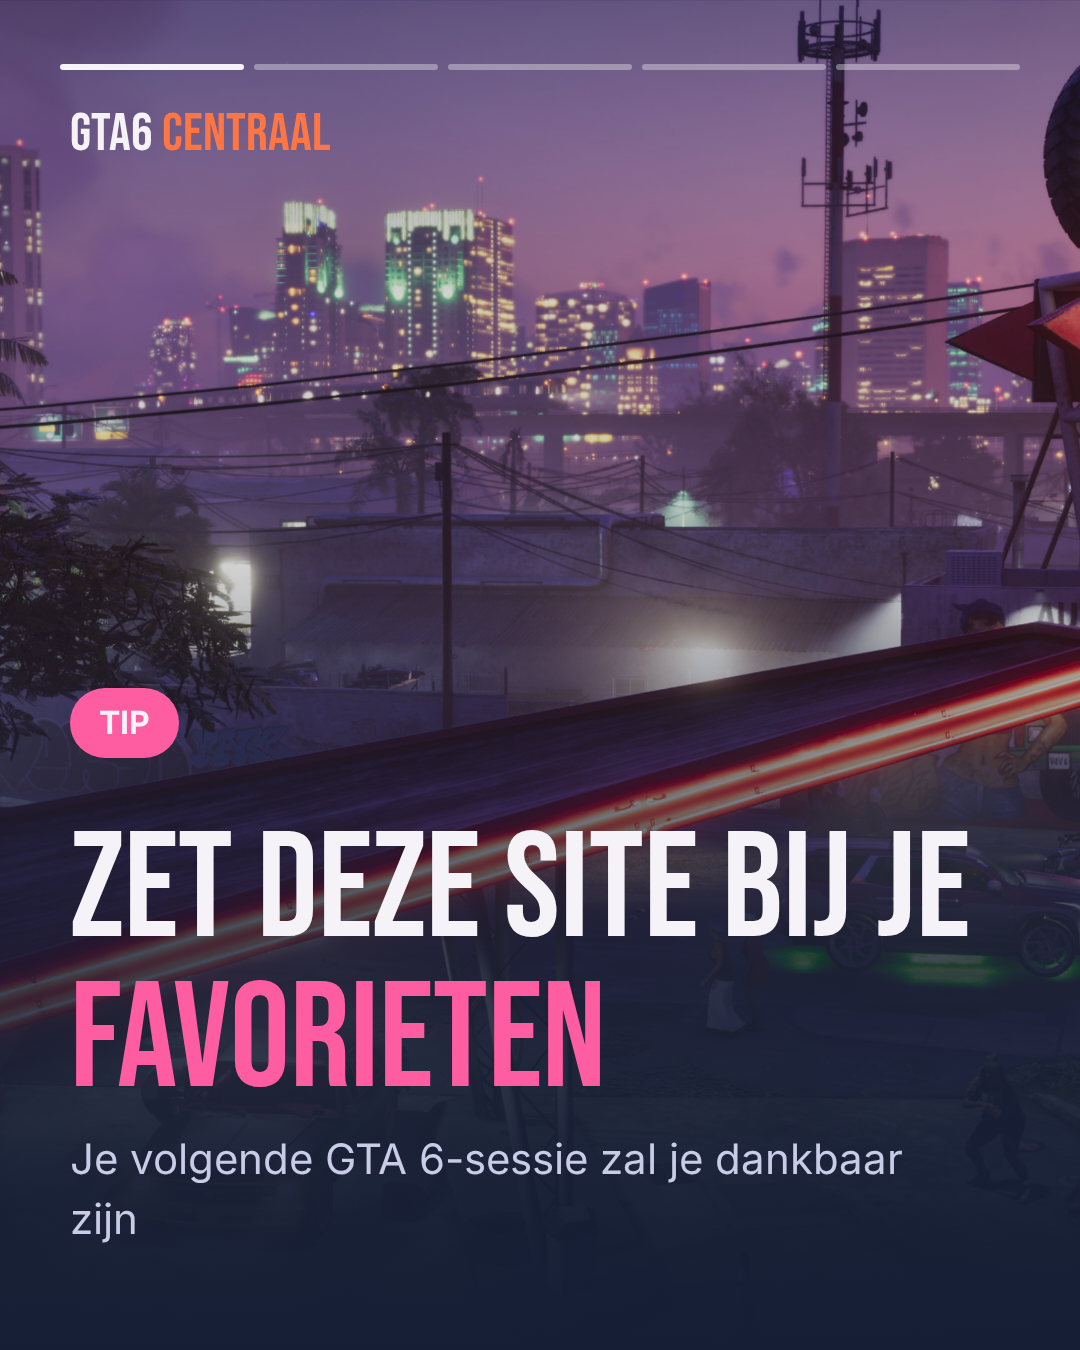 GTA6 CENTRAAL
TIP
ZET DEZE SITE BIJ JE
FAVORIETEN
Je volgende GTA 6-sessie zal je dankbaar
zijn